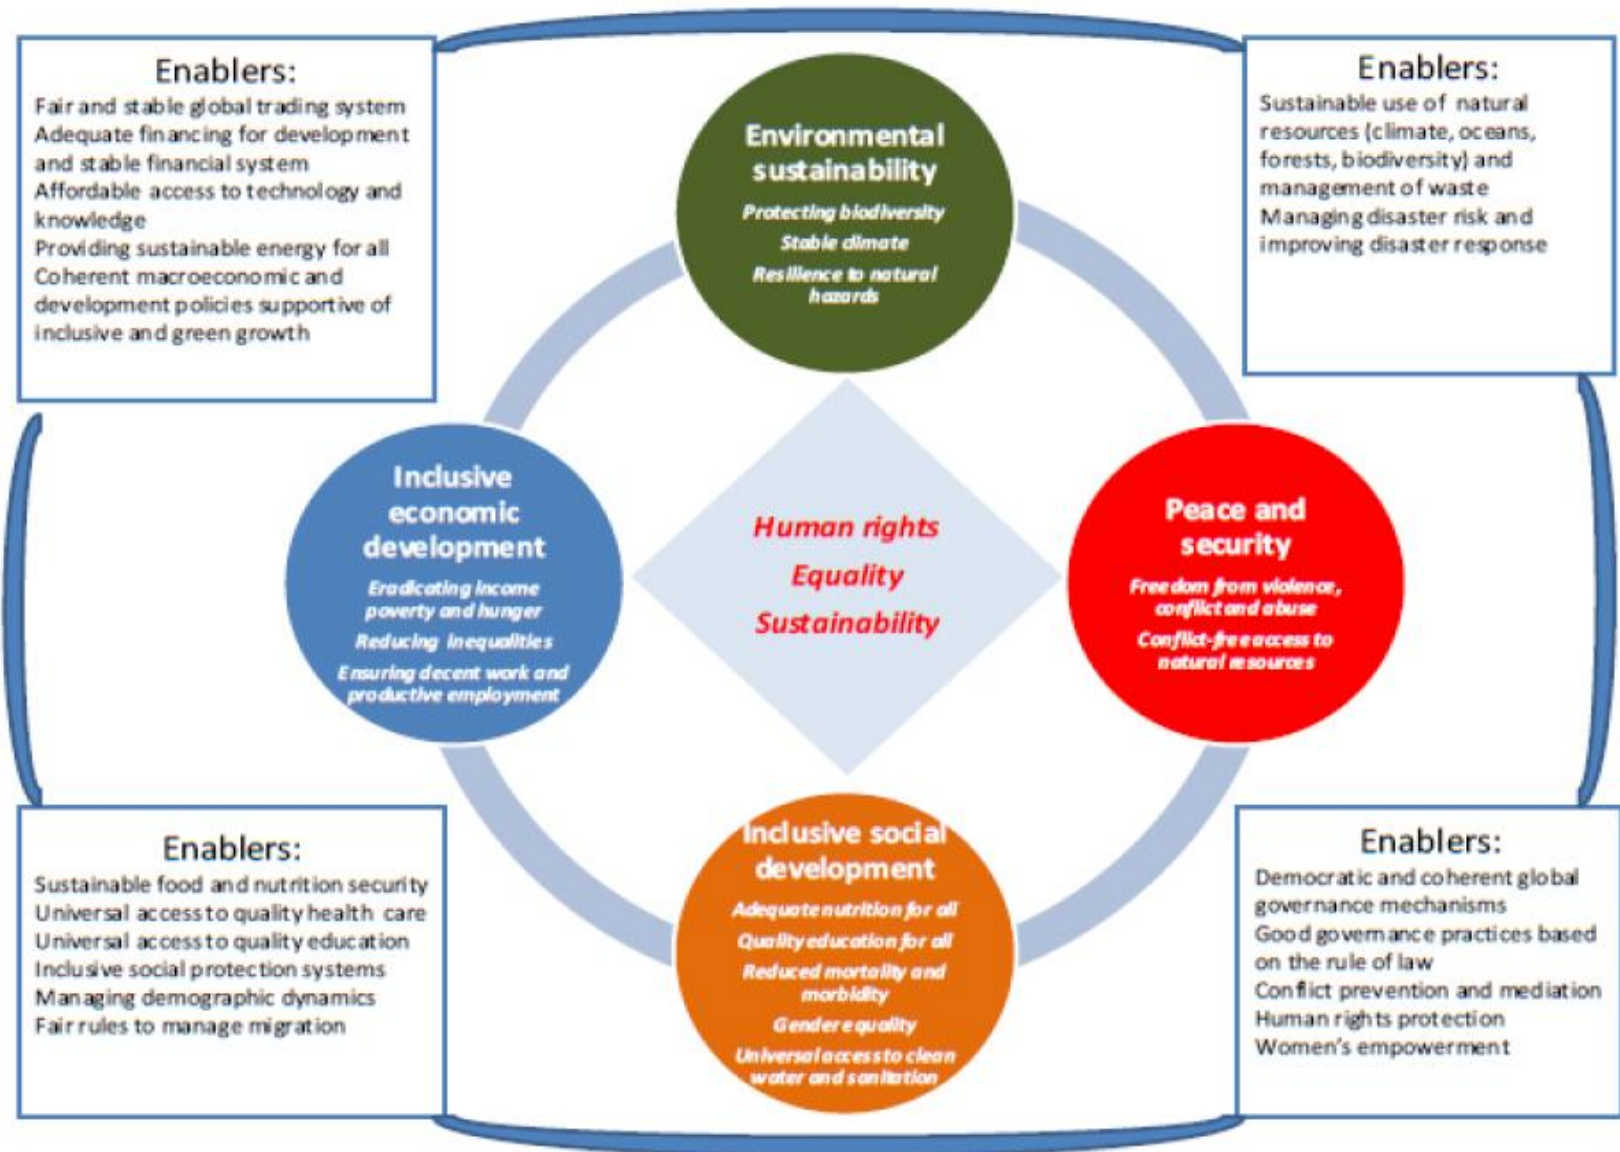 Enablers:
Fair and stable global trading system
Adequate financing for development
and stable financial system
Affordable access to technology and
knowledge
Providing sustainable energy for all
Coherent macroeconomic and
development policies supportive of
inclusive and green growth
Environmental
sustainability
Protecting biodiversity
Stable climate
Resilience to natural
hazards
Enablers:
Sustainable use of natural
resources (climate, oceans,
forests, biodiversity) and
management of waste
Managing disaster risk and
improving disaster response
Inclusive
economic
development
Eradicating income
poverty and hunger
Reducing inequalities
Ensuring decent work and
productive employment
Human rights
Equality
Sustainability
Peace and
security
Freedom from violence,
conflict and abuse
Conflict-free access to
natural resources
Enablers:
Sustainable food and nutrition security
Universal access to quality health care
Universal access to quality education
Inclusive social protection systems
Managing demographic dynamics
Fair rules to manage migration
Inclusive social
development
Adequate nutrition for all
Quality education for all
Reduced mortality and
morbidity
Gender equality
Universal access to clean
water and sanitation
Enablers:
Democratic and coherent global
governance mechanisms
Good governance practices based
on the rule of law
Conflict prevention and mediation
Human rights protection
Women's empowerment